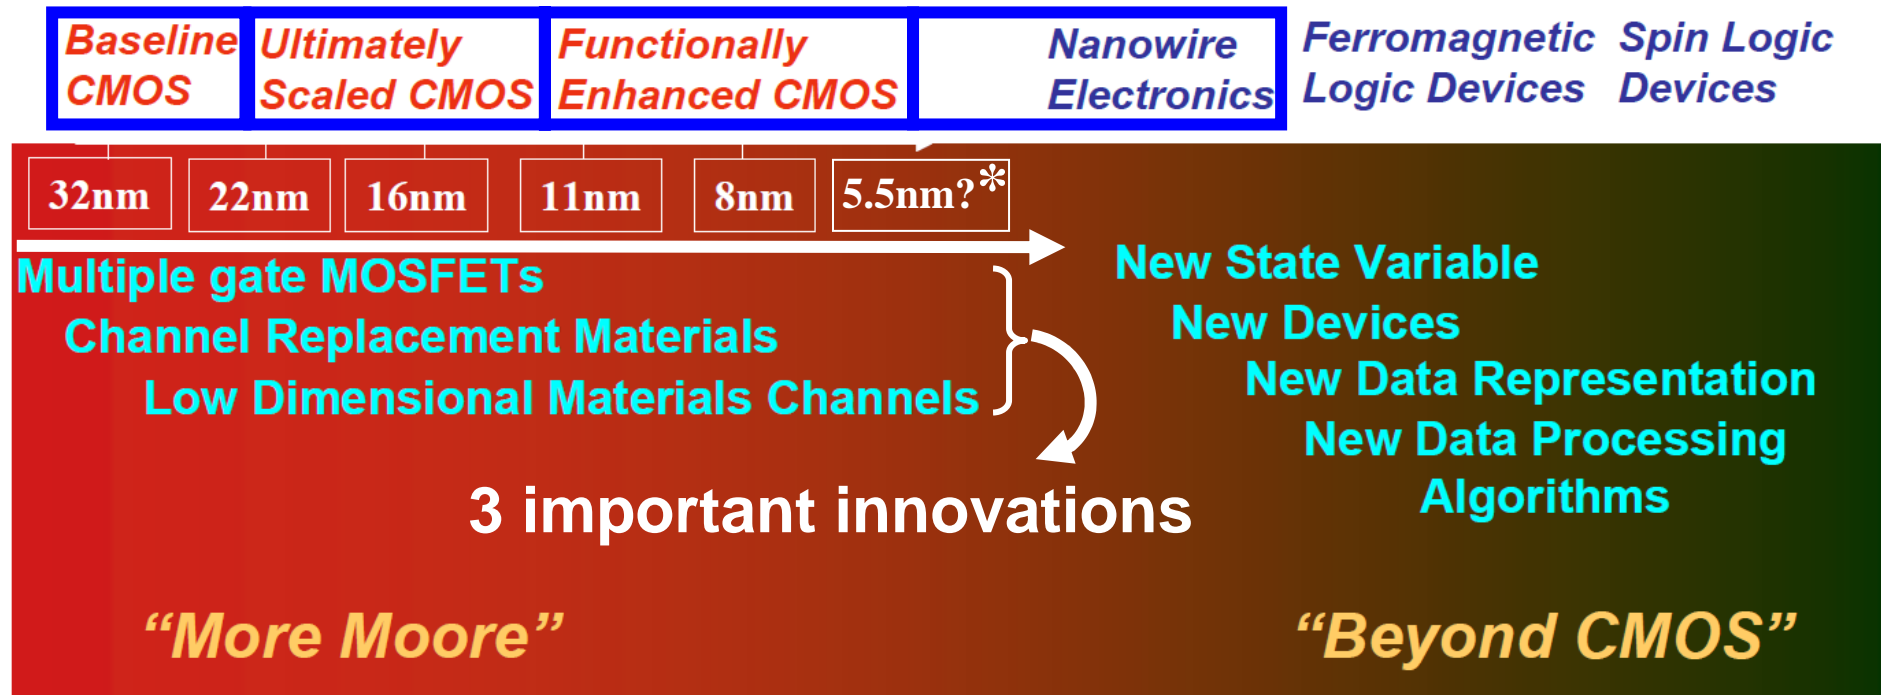 Baseline
CMOS
Ultimately
Scaled CMOS
Functionally
Enhanced CMOS
Nanowire
Electronics
Ferromagnetic
Logic Devices
Spin Logic
Devices
32nm
22nm
16nm
11nm
8nm
5.5nm?*
Multiple gate MOSFETs
Channel Replacement Materials
Low Dimensional Materials Channels
3 important innovations
New State Variable
New Devices
New Data Representation
New Data Processing
Algorithms
“More Moore”
“Beyond CMOS”